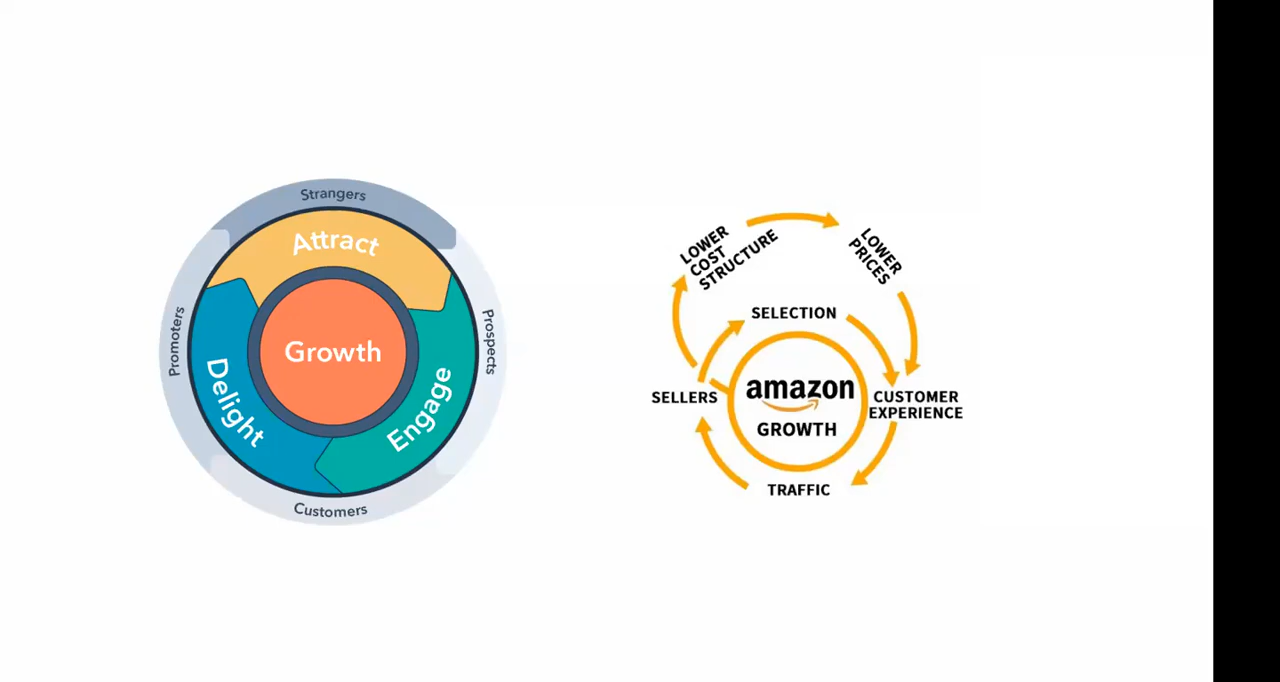 Strangers
Attract
Promoters
Prospects
Growth
Delight
Engage
Customers
LOWER
COST
STRUCTURE
LOWER
PRICES
SELECTION
SELLERS
amazon
GROWTH
CUSTOMER
EXPERIENCE
TRAFFIC